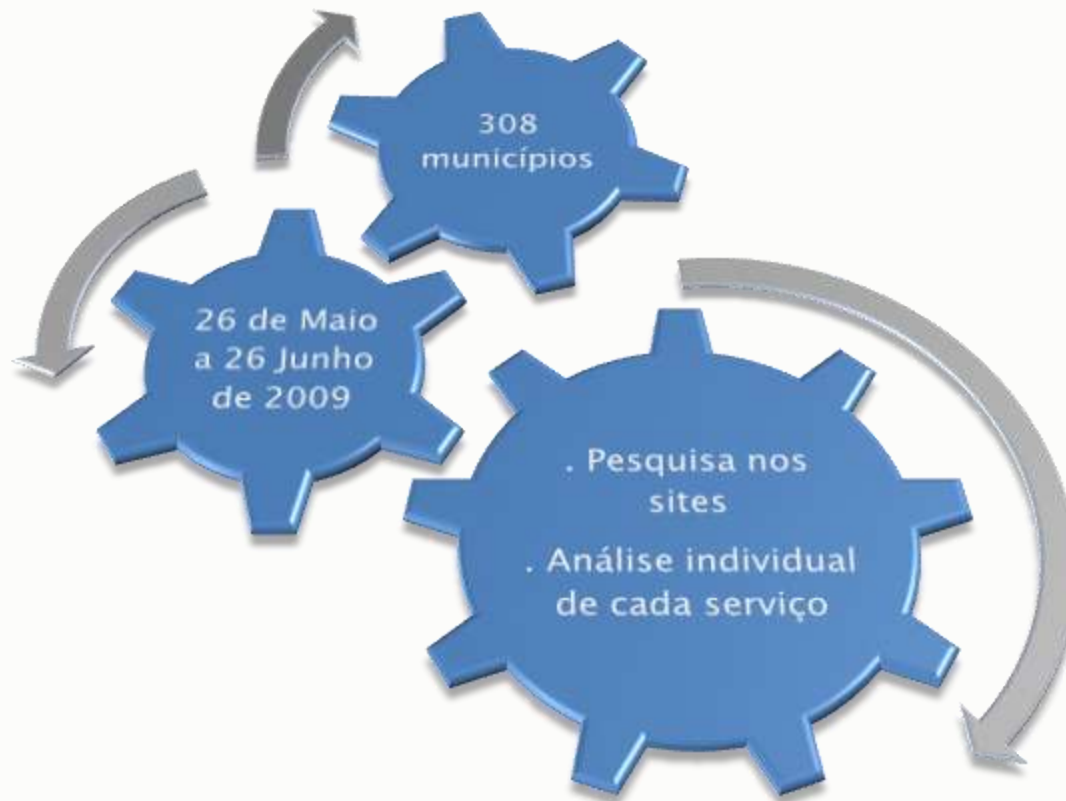 308
municípios
26 de Maio
a 26 Junho
de 2009
. Pesquisa nos
sites
. Análise individual
de cada serviço